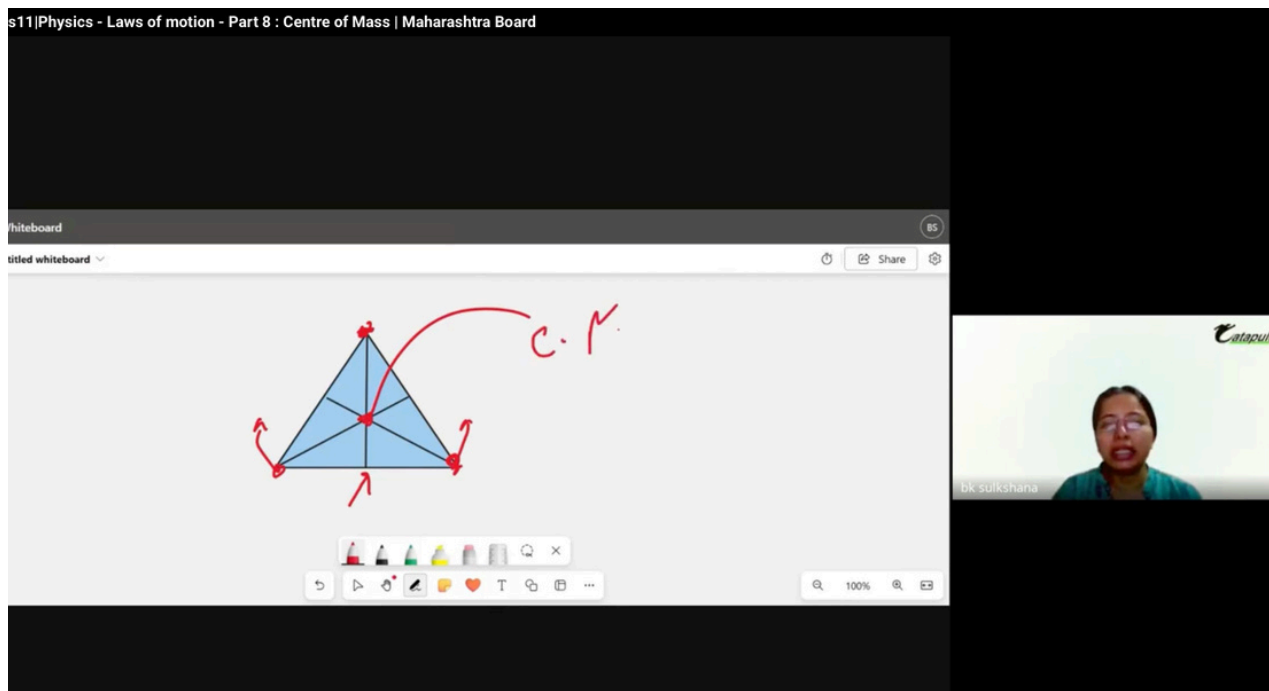 s11|Physics - Laws of motion - Part 8 : Centre of Mass | Maharashtra Board
Whiteboard
BS
titled whiteboard
Share
C. M.
Catapul
bk sulkshana
T
100%